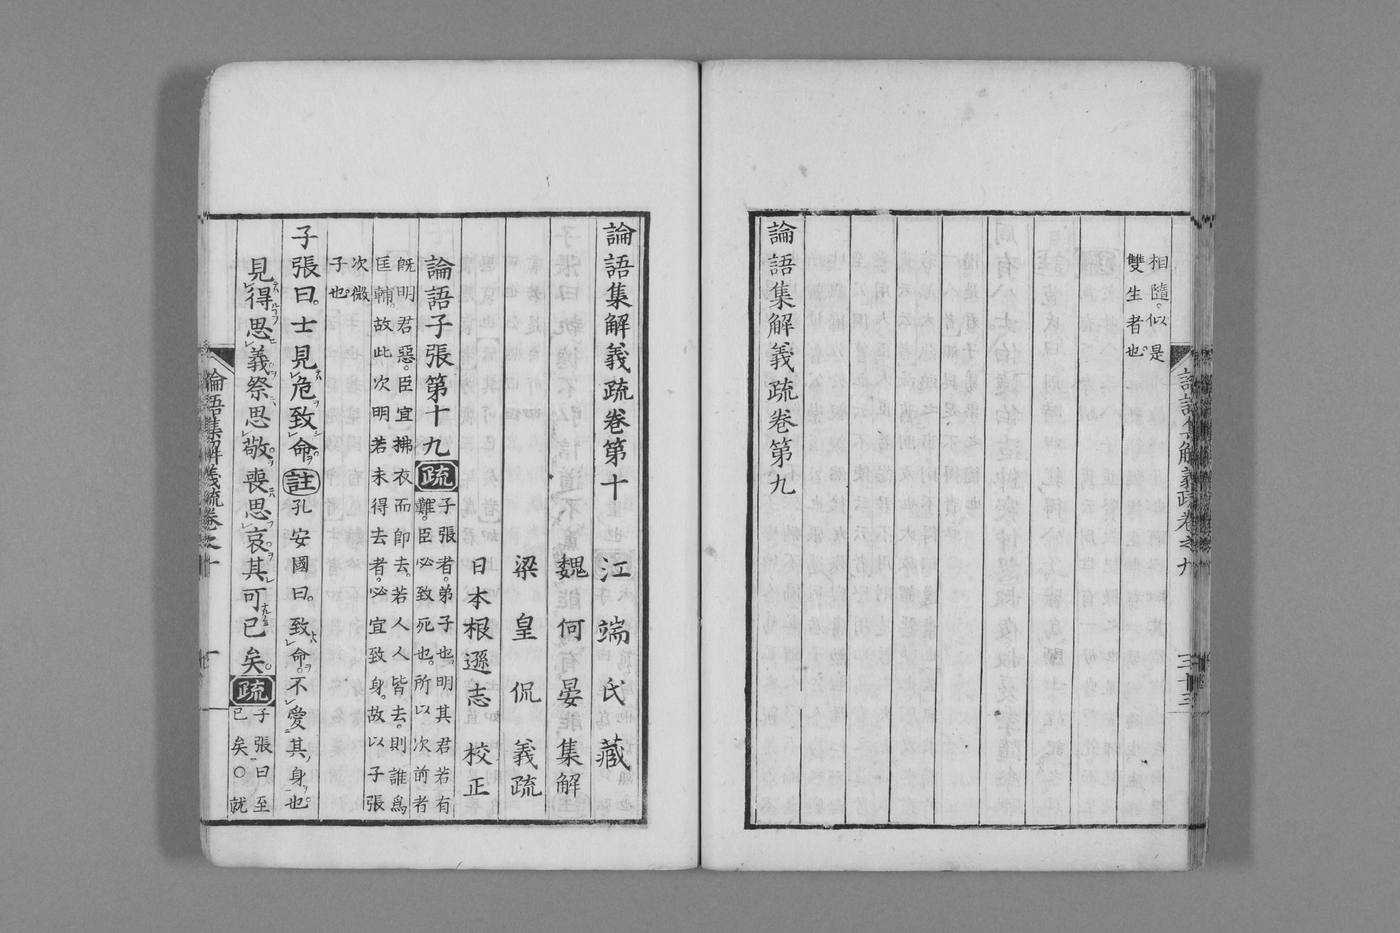 相隨。似是
雙生者也。
論語集解義疏卷第九
論語集解義疏卷之九
三十三
論語集解義疏卷第十
江端氏藏
魏何晏集解
梁皇侃義疏
日本根遜志校正
論語子張第十九疏子張者。弟子也。明其君若有
難。臣必致死也。所以次前者
既明。君惡。臣宜拂衣而即去。若人人皆去。則誰爲
匡輔。故此次明若未得去者。必宜致身。故以子張
次微
子也。
子張曰。士見危致命註孔安國曰。致命。不愛其身也。
見得思義祭思敬喪思哀其可已矣。疏子張曰至
已矣。○就
論語集解義疏卷之十
一